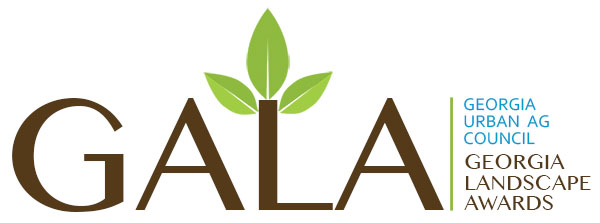 GALA
GEORGIA
URBAN AG
COUNCIL
GEORGIA
LANDSCAPE
AWARDS